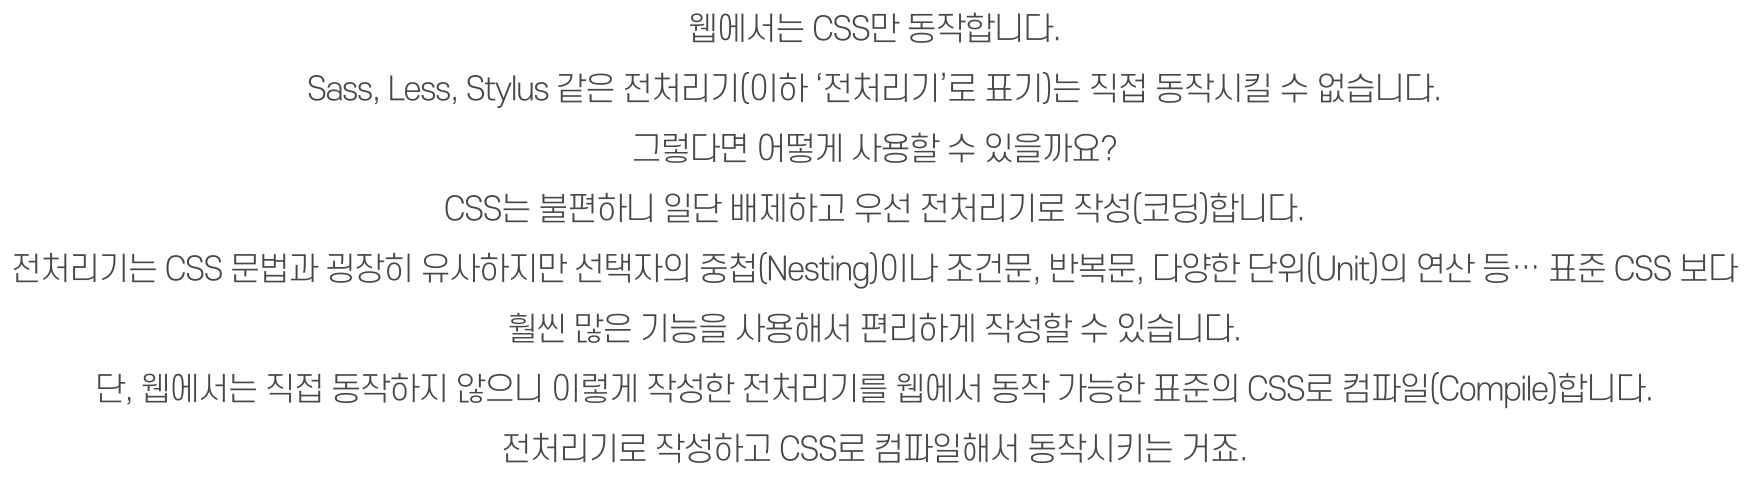 웹에서는 CSS만 동작합니다.
Sass, Less, Stylus 같은 전처리기(이하 ‘전처리기’로 표기)는 직접 동작시킬 수 없습니다.
그렇다면 어떻게 사용할 수 있을까요?
CSS는 불편하니 일단 배제하고 우선 전처리기로 작성(코딩)합니다.
전처리기는 CSS 문법과 굉장히 유사하지만 선택자의 중첩(Nesting)이나 조건문, 반복문, 다양한 단위(Unit)의 연산 등… 표준 CSS 보다
훨씬 많은 기능을 사용해서 편리하게 작성할 수 있습니다.
단, 웹에서는 직접 동작하지 않으니 이렇게 작성한 전처리기를 웹에서 동작 가능한 표준의 CSS로 컴파일(Compile)합니다.
전처리기로 작성하고 CSS로 컴파일해서 동작시키는 거죠.